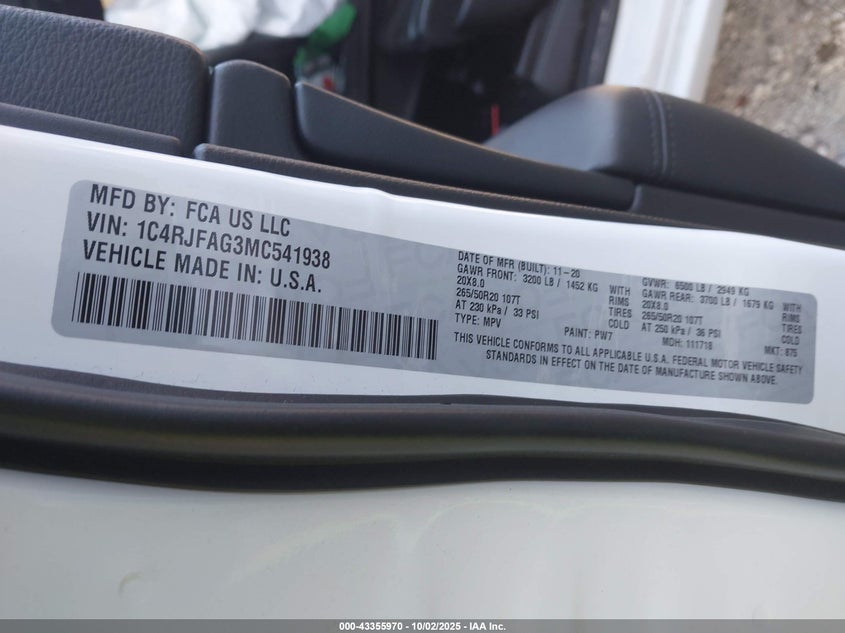 MFD BY: FCA US LLC
VIN: 1C4RJFAG3MC541938
VEHICLE MADE IN: U.S.A.
DATE OF MFR (BUILT): 11-20
GAWR FRONT: 3200 LB / 1452 KG WITH
20X8.0 RIMS
265/50R20 107T TIRES
AT 230 kPa / 33 PSI COLD
TYPE: MPV PAINT: PW7
GVWR: 6500 LB / 2949 KG
GAWR REAR: 3700 LB / 1679 KG WITH
20X8.0 RIMS
265/50R20 107T TIRES
AT 250 kPa / 36 PSI COLD
MDH: 111718 MKT: 875
THIS VEHICLE CONFORMS TO ALL APPLICABLE U.S.A. FEDERAL MOTOR VEHICLE SAFETY
STANDARDS IN EFFECT ON THE DATE OF MANUFACTURE SHOWN ABOVE.
000-43355970 - 10/02/2025 - IAA Inc.